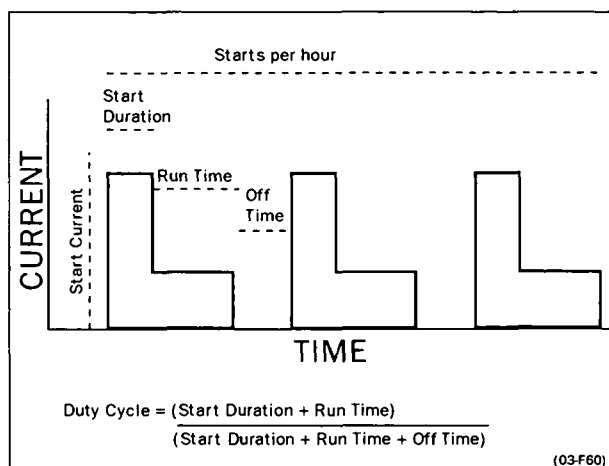 Starts per hour
Start
Duration
Run Time
Off
Time
Start Current
CURRENT
TIME
Duty Cycle = (Start Duration + Run Time)
(Start Duration + Run Time + Off Time)
(03-F60)